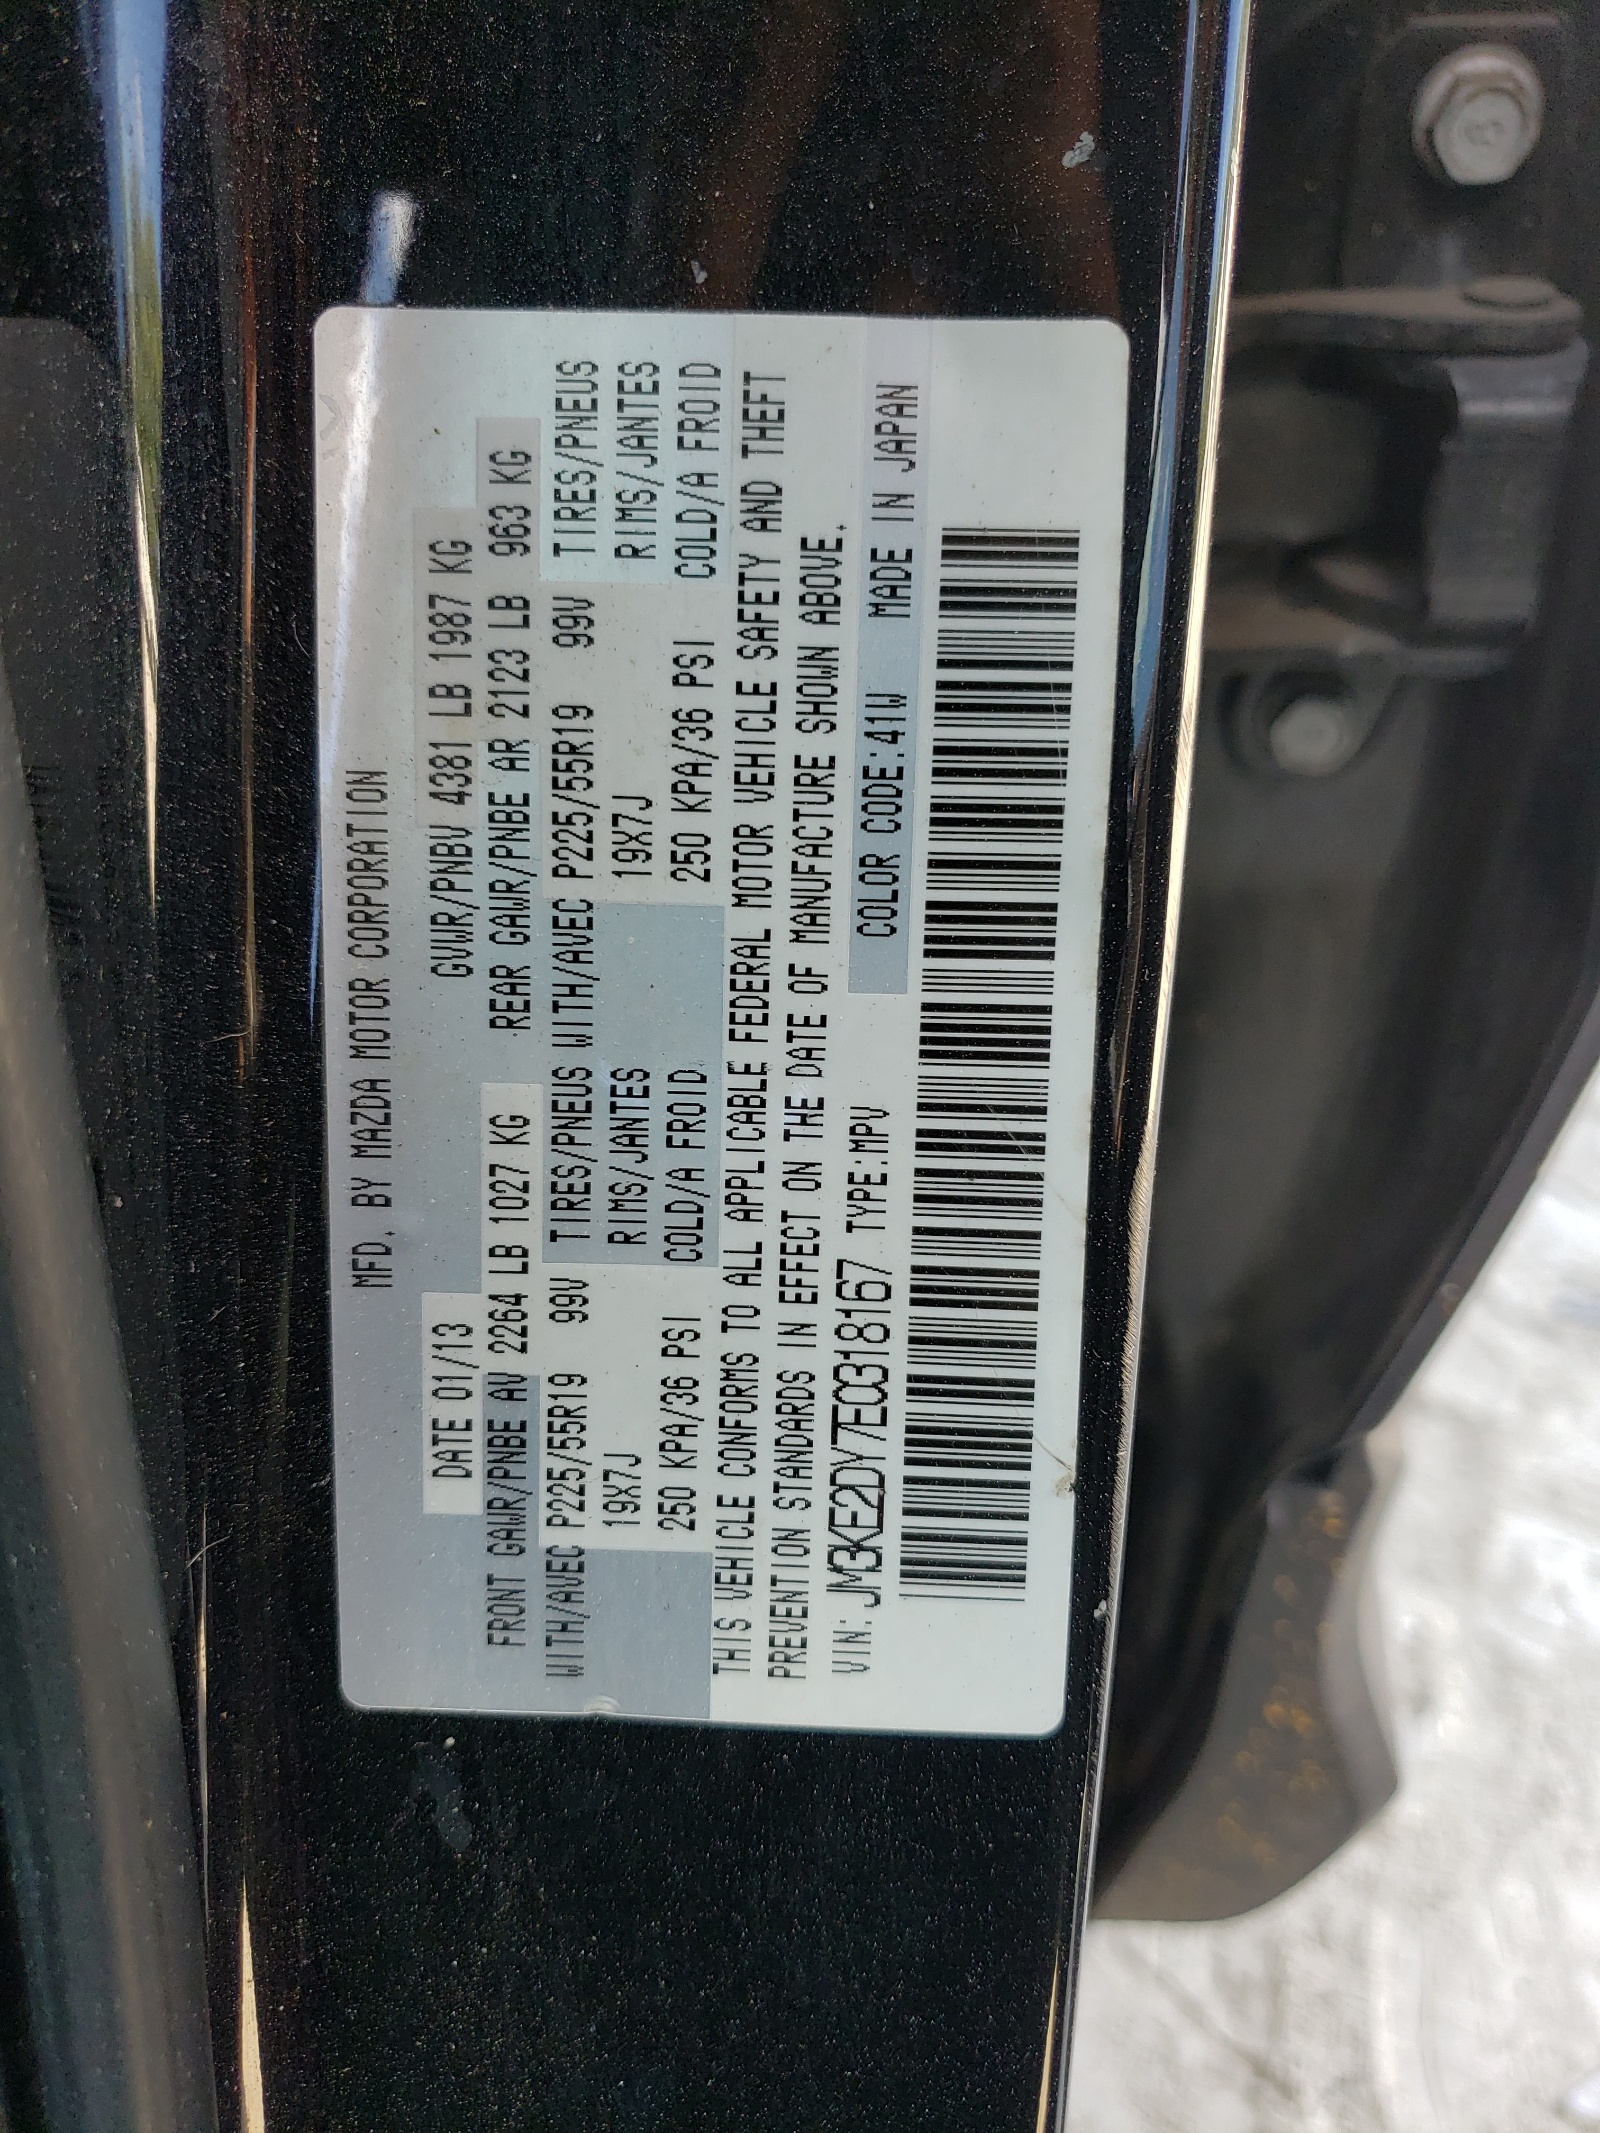 MFD. BY MAZDA MOTOR CORPORATION
DATE 01/13 GVWR/PNBV 4381 LB 1987 KG
FRONT GAWR/PNBE AV 2264 LB 1027 KG REAR GAWR/PNBE AR 2123 LB 963 KG
WITH/AVEC P225/55R19 99V TIRES/PNEUS WITH/AVEC P225/55R19 99V TIRES/PNEUS
19X7J RIMS/JANTES 19X7J RIMS/JANTES
250 KPA/36 PSI COLD/A FROID 250 KPA/36 PSI COLD/A FROID
THIS VEHICLE CONFORMS TO ALL APPLICABLE FEDERAL MOTOR VEHICLE SAFETY AND THEFT
PREVENTION STANDARDS IN EFFECT ON THE DATE OF MANUFACTURE SHOWN ABOVE.
VIN: JM3KE2DY7E0318167 TYPE:MPV COLOR CODE:41W MADE IN JAPAN